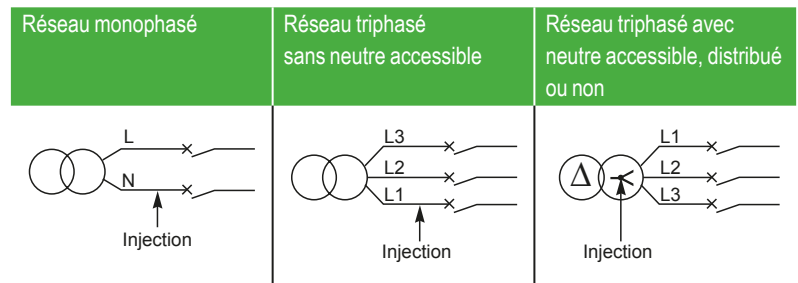 Réseau monophasé
Réseau triphasé
sans neutre accessible
Réseau triphasé avec
neutre accessible, distribué
ou non
L
N
Injection
L3
L2
L1
Injection
Δ
L1
L2
L3
Injection